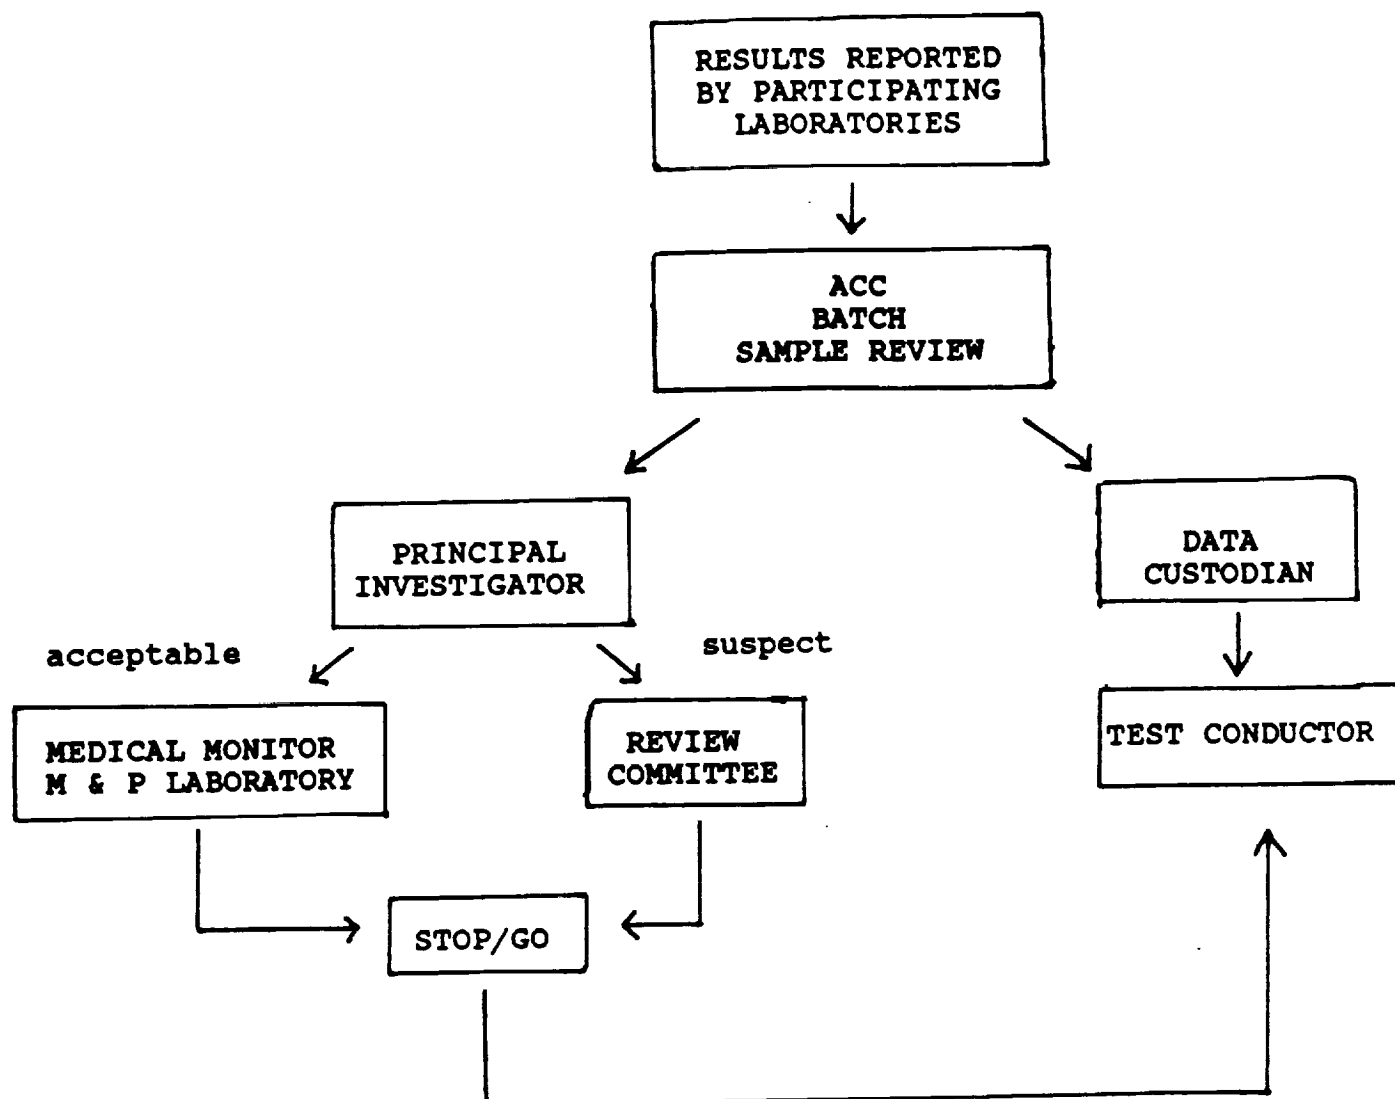 RESULTS REPORTED
BY PARTICIPATING
LABORATORIES
ACC
BATCH
SAMPLE REVIEW
PRINCIPAL
INVESTIGATOR
DATA
CUSTODIAN
acceptable
suspect
MEDICAL MONITOR
M & P LABORATORY
REVIEW
COMMITTEE
TEST CONDUCTOR
STOP/GO